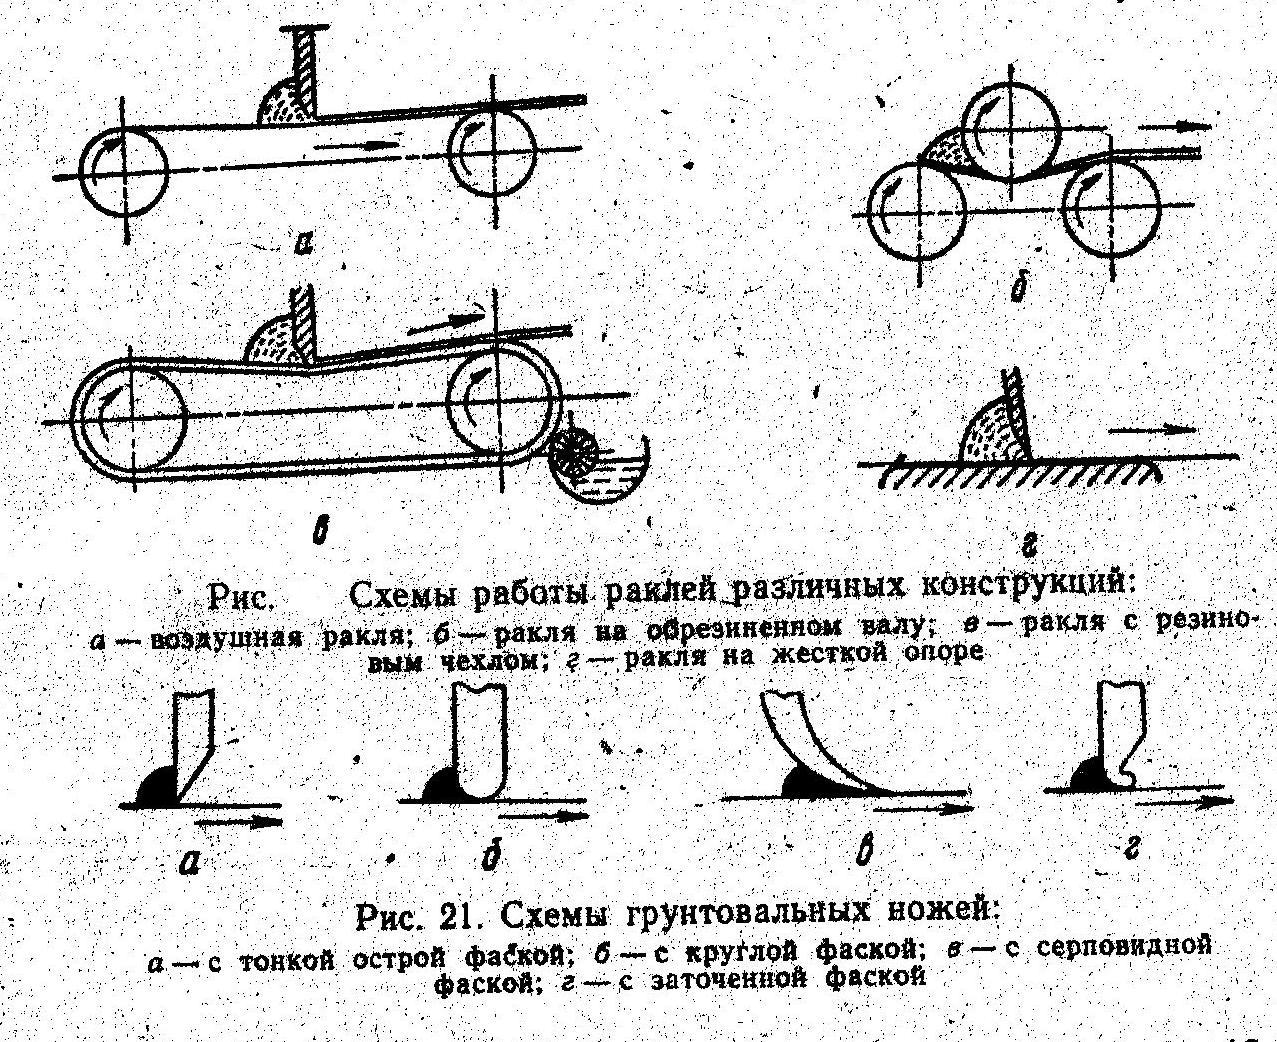 а
б
в
г
Рис. Схемы работы раклей различных конструкций:
а — воздушная ракля; б — ракля на обрезиненном валу; в — ракля с резино-
вым чехлом; г — ракля на жесткой опоре
а б в г
Рис. 21. Схемы грунтовальных ножей:
а — с тонкой острой фаской; б — с круглой фаской; в — с серповидной
фаской; г — с заточенной фаской